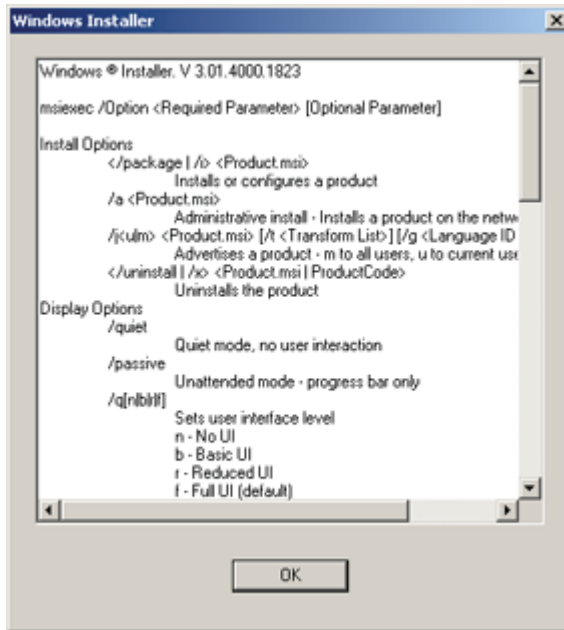 Windows Installer
Windows ® Installer. V 3.01.4000.1823
msiexec /Option <Required Parameter> [Optional Parameter]
Install Options
</package | /i> <Product.msi>
Installs or configures a product
/a <Product.msi>
Administrative install - Installs a product on the netw
/j<u|m> <Product.msi> [/t <Transform List>] [/g <Language ID
Advertises a product - m to all users, u to current use
</uninstall | /x> <Product.msi | ProductCode>
Uninstalls the product
Display Options
/quiet
Quiet mode, no user interaction
/passive
Unattended mode - progress bar only
/q[n|b|r|f]
Sets user interface level
n - No UI
b - Basic UI
r - Reduced UI
f - Full UI (default)
OK